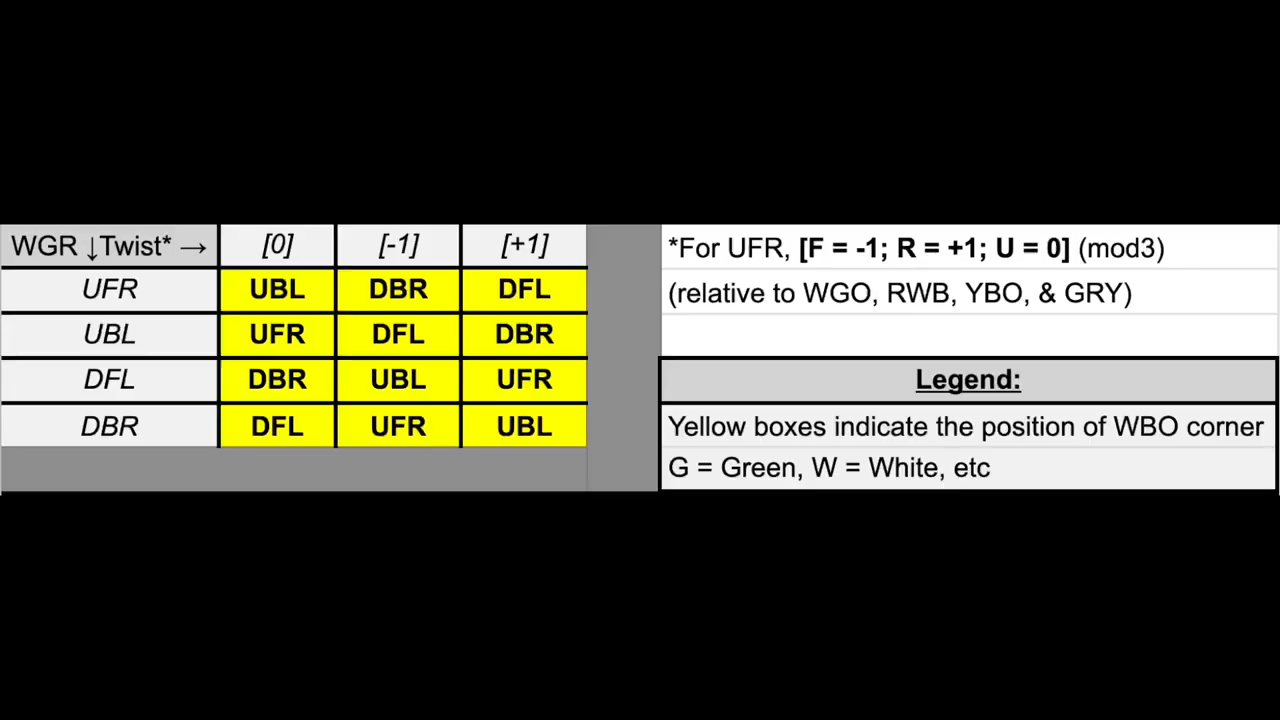 WGR ↓Twist* → [0] [-1] [+1]
UFR UBL DBR DFL
UBL UFR DFL DBR
DFL DBR UBL UFR
DBR DFL UFR UBL
*For UFR, [F = -1; R = +1; U = 0] (mod3)
(relative to WGO, RWB, YBO, & GRY)
Legend:
Yellow boxes indicate the position of WBO corner
G = Green, W = White, etc